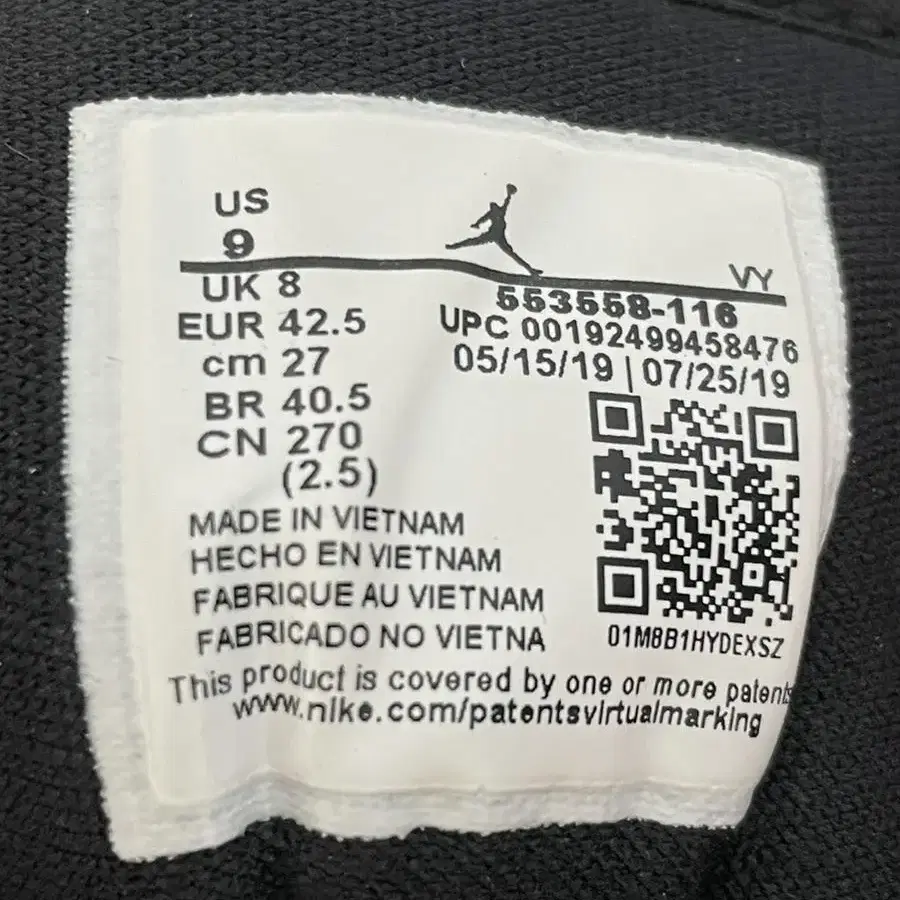 US
9
UK 8
EUR 42.5
cm 27
BR 40.5
CN 270
(2.5)
VY
553558-116
UPC 00192499458476
05/15/19 | 07/25/19
01M8B1HYDEXSZ
MADE IN VIETNAM
HECHO EN VIETNAM
FABRIQUE AU VIETNAM
FABRICADO NO VIETNA
This product is covered by one or more patents
www.nike.com/patentsvirtualmarking